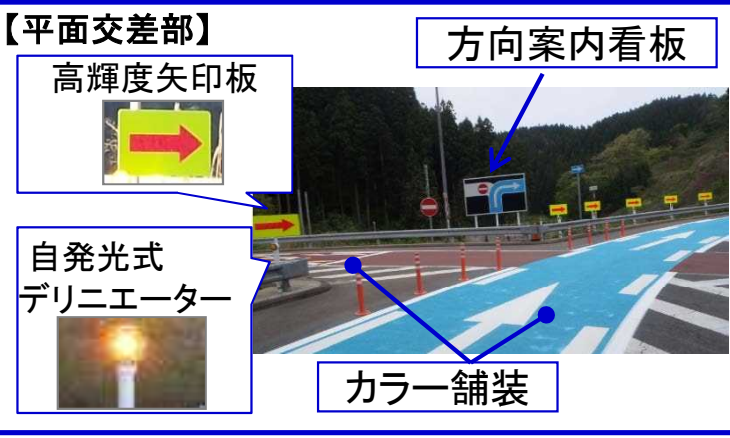 【平面交差部】
方向案内看板
高輝度矢印板
自発光式
デリニエーター
カラー舗装